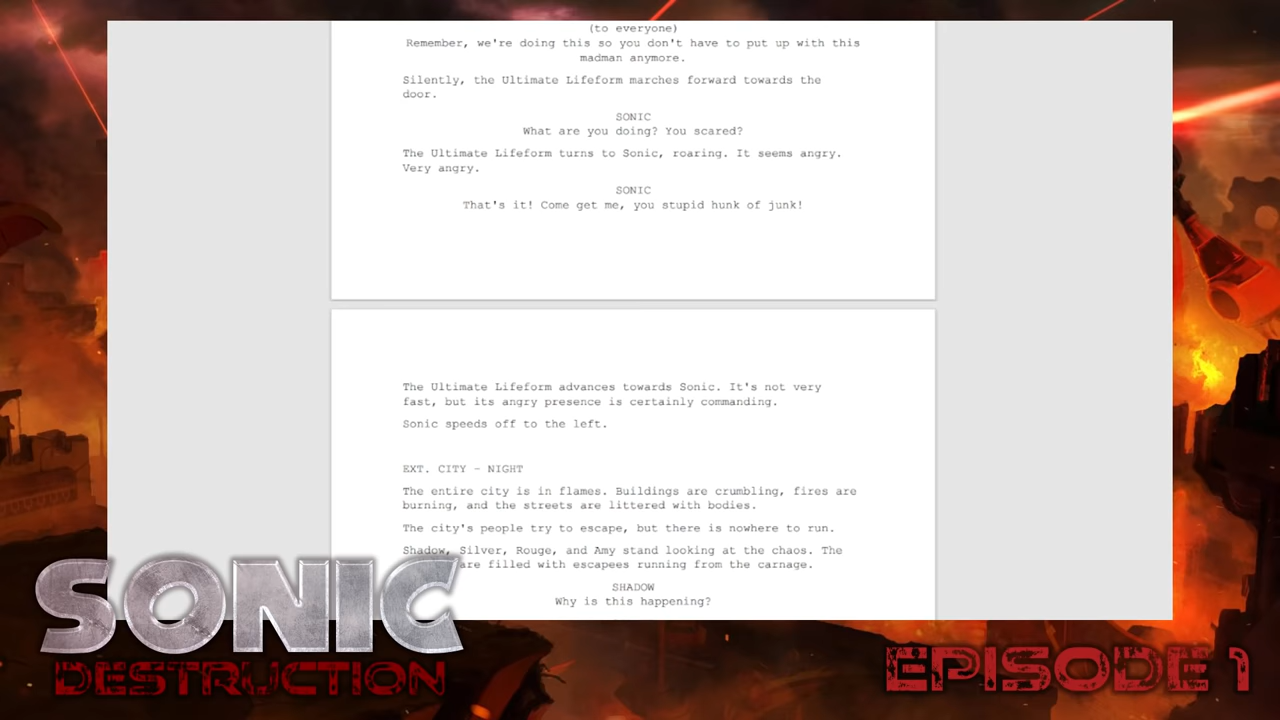 (to everyone)
Remember, we're doing this so you don't have to put up with this
madman anymore.
Silently, the Ultimate Lifeform marches forward towards the
door.
SONIC
What are you doing? You scared?
The Ultimate Lifeform turns to Sonic, roaring. It seems angry.
Very angry.
SONIC
That's it! Come get me, you stupid hunk of junk!
The Ultimate Lifeform advances towards Sonic. It's not very
fast, but its angry presence is certainly commanding.
Sonic speeds off to the left.
EXT. CITY – NIGHT
The entire city is in flames. Buildings are crumbling, fires are
burning, and the streets are littered with bodies.
The city's people try to escape, but there is nowhere to run.
Shadow, Silver, Rouge, and Amy stand looking at the chaos. The
are filled with escapees running from the carnage.
SHADOW
Why is this happening?
SONIC
DESTRUCTION
EPISODE 1